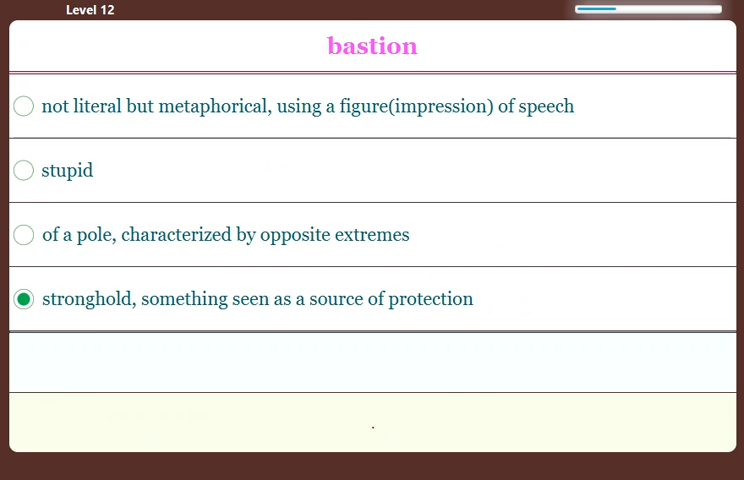 Level 12
bastion
not literal but metaphorical, using a figure(impression) of speech
stupid
of a pole, characterized by opposite extremes
stronghold, something seen as a source of protection
.